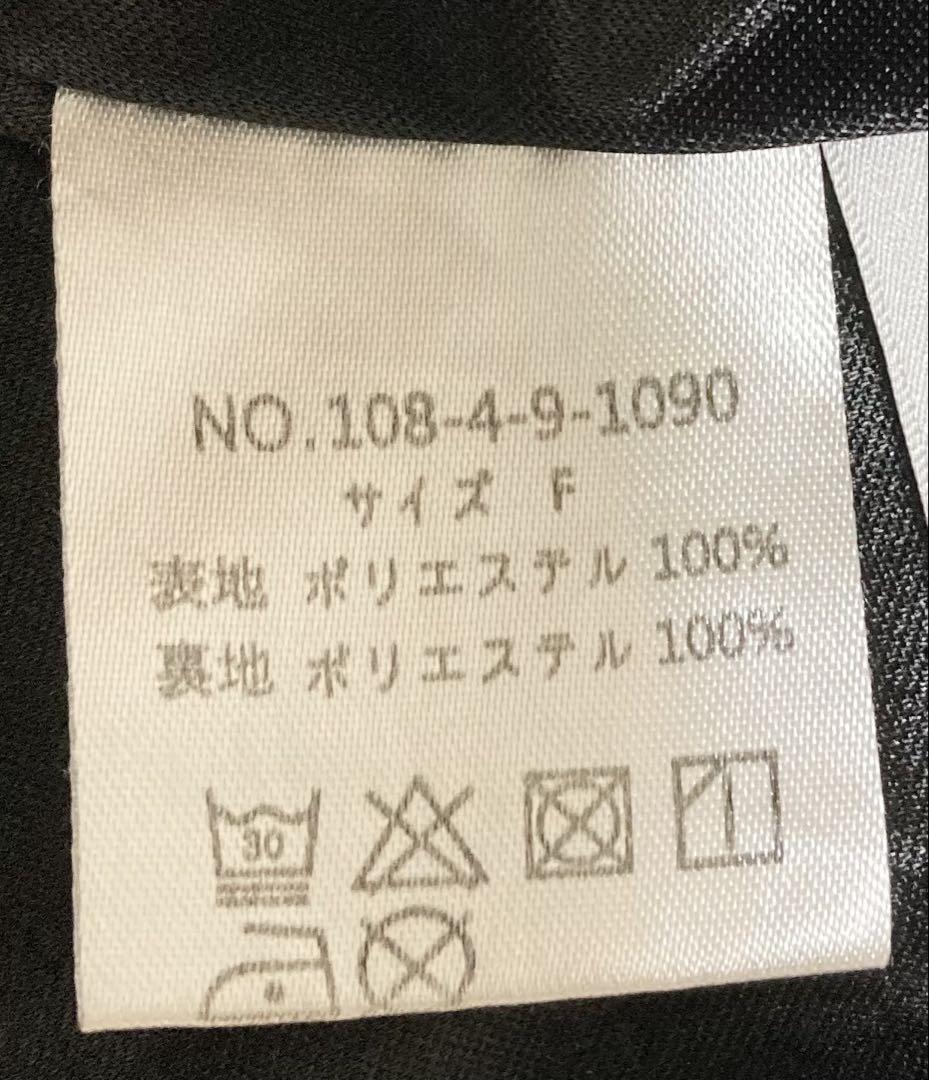 NO.108-4-9-1090
サイズ F
表地 ポリエステル 100%
裏地 ポリエステル 100%
30